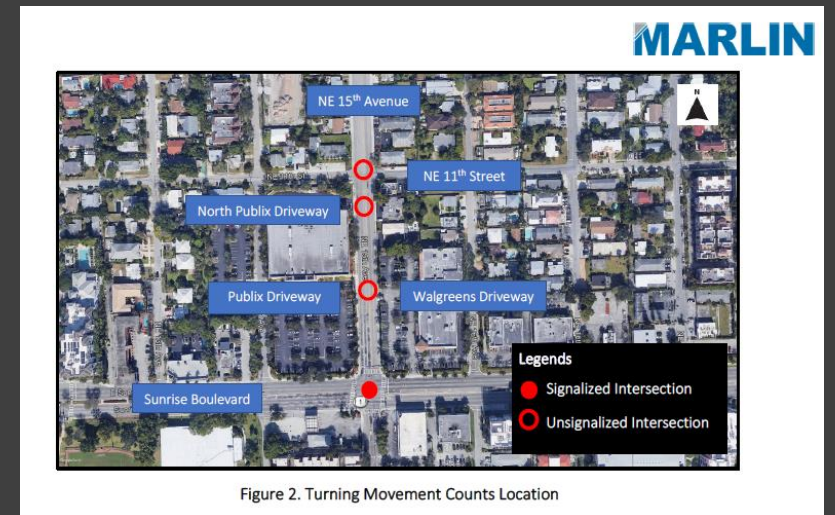 MARLIN
NE 15th Avenue
N
NE 11th Street
North Publix Driveway
Publix Driveway
Walgreens Driveway
Legends
Signalized Intersection
Sunrise Boulevard
Unsignalized Intersection
1
Figure 2. Turning Movement Counts Location